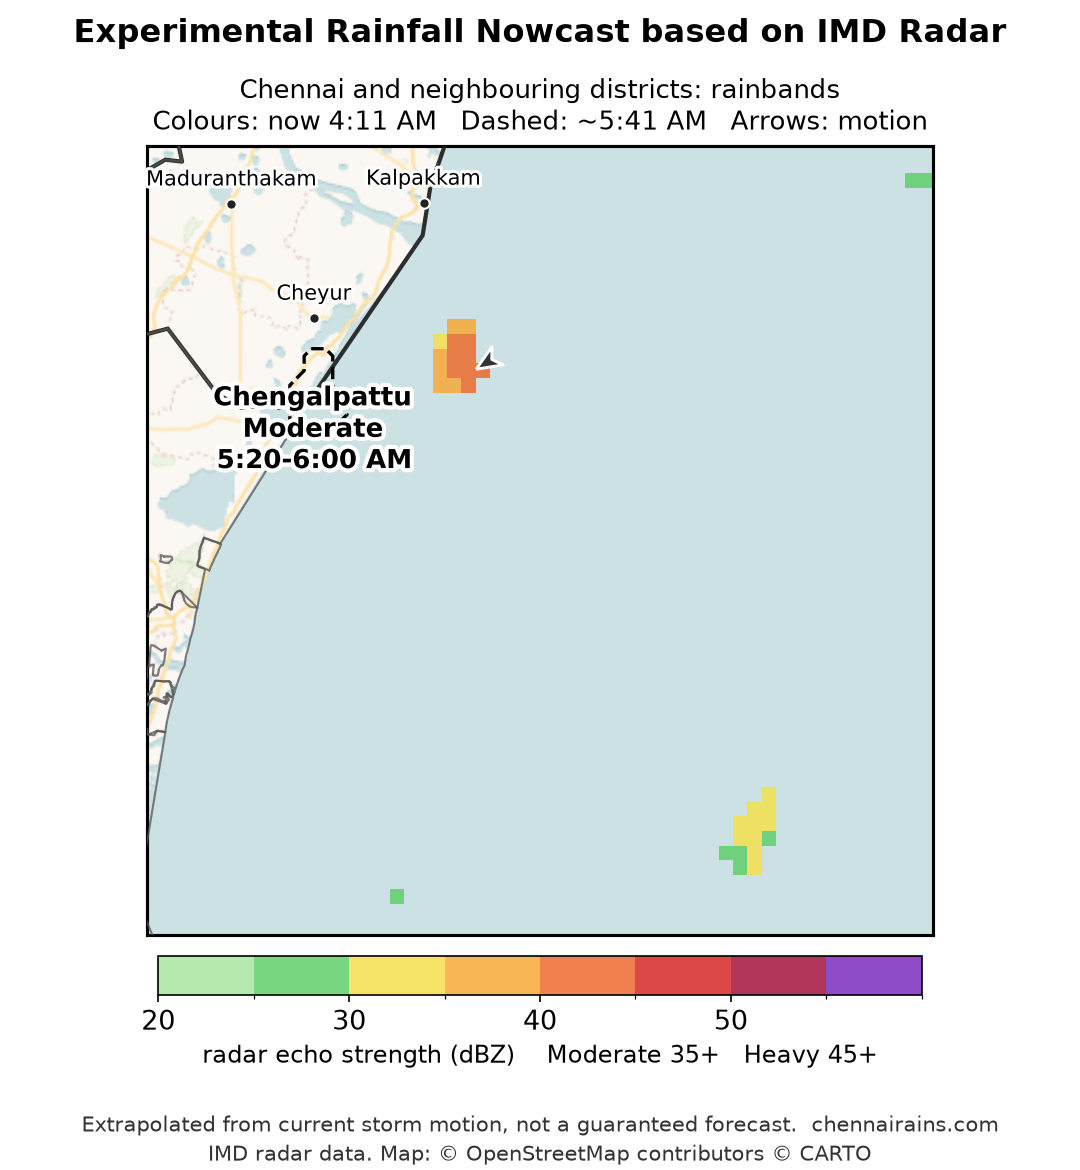 Experimental Rainfall Nowcast based on IMD Radar
Chennai and neighbouring districts: rainbands
Colours: now 4:11 AM   Dashed: ~5:41 AM   Arrows: motion
Maduranthakam
Kalpakkam
Cheyur
Chengalpattu
Moderate
5:20-6:00 AM
20 30 40 50
radar echo strength (dBZ)    Moderate 35+   Heavy 45+
Extrapolated from current storm motion, not a guaranteed forecast.  chennairains.com
IMD radar data. Map: © OpenStreetMap contributors © CARTO